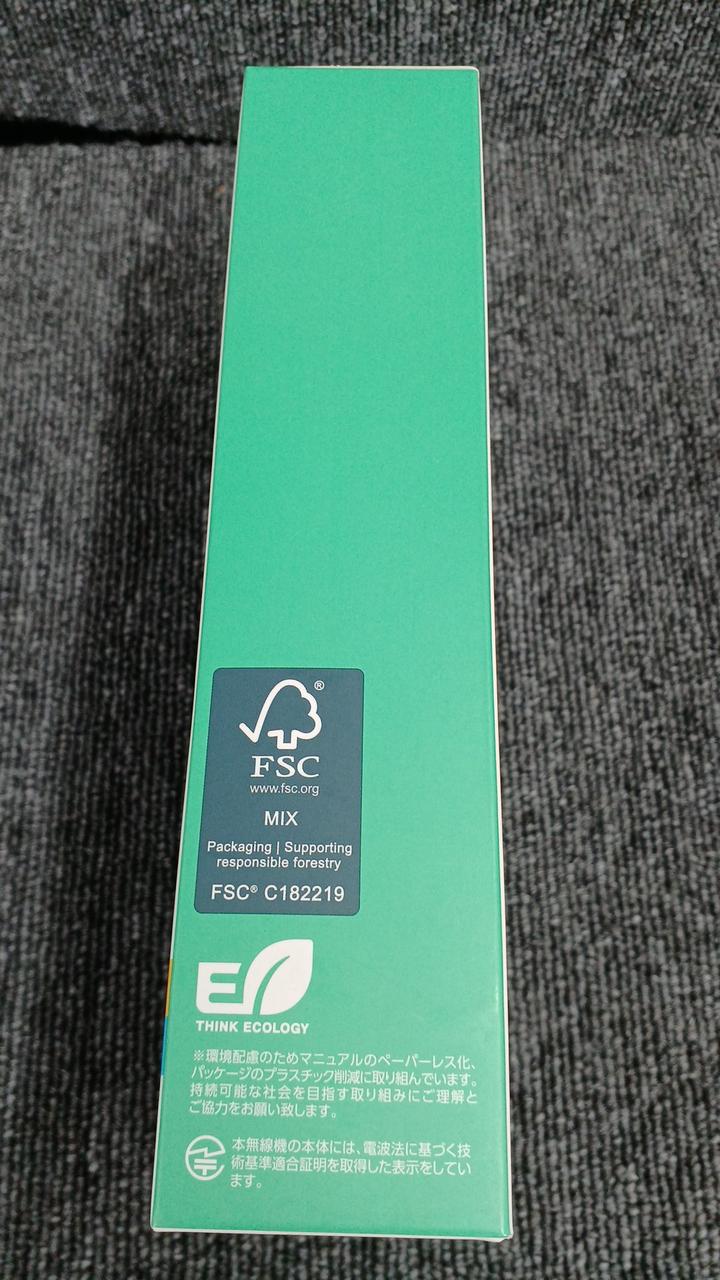 ®
FSC
www.fsc.org
MIX
Packaging | Supporting
responsible forestry
FSC® C182219
E
THINK ECOLOGY
※環境配慮のためマニュアルのペーパーレス化、
パッケージのプラスチック削減に取り組んでいます。
持続可能な社会を目指す取り組みにご理解と
ご協力をお願い致します。
本無線機の本体には、電波法に基づく技
術基準適合証明を取得した表示をしてい
ます。